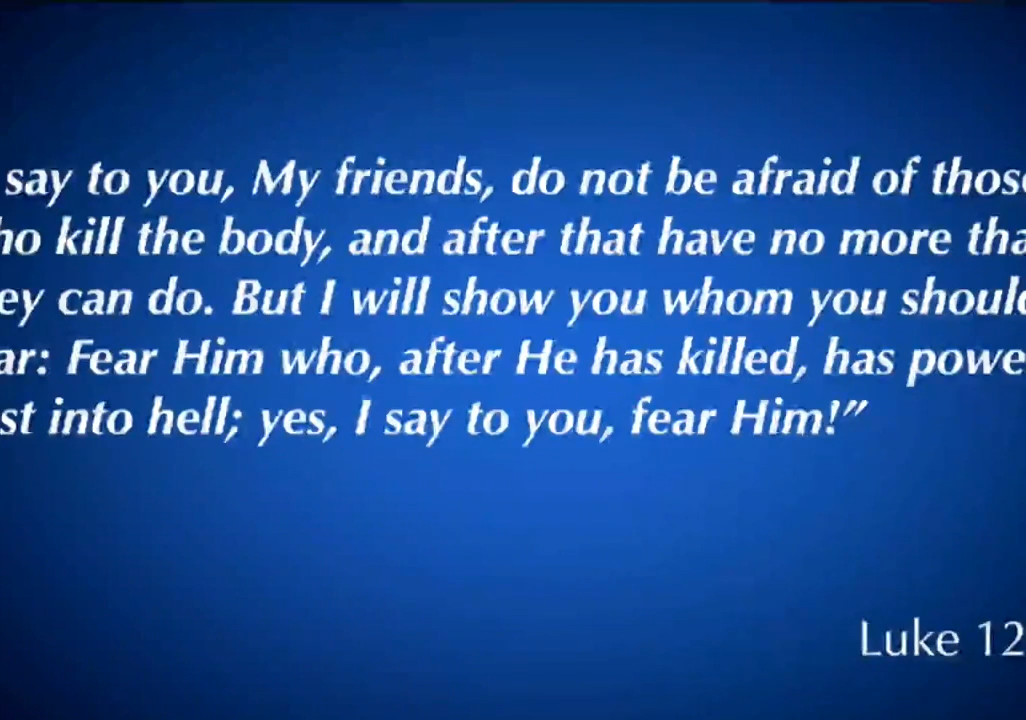 say to you, My friends, do not be afraid of those
ho kill the body, and after that have no more tha
ey can do. But I will show you whom you should
ar: Fear Him who, after He has killed, has powe
st into hell; yes, I say to you, fear Him!”
Luke 12